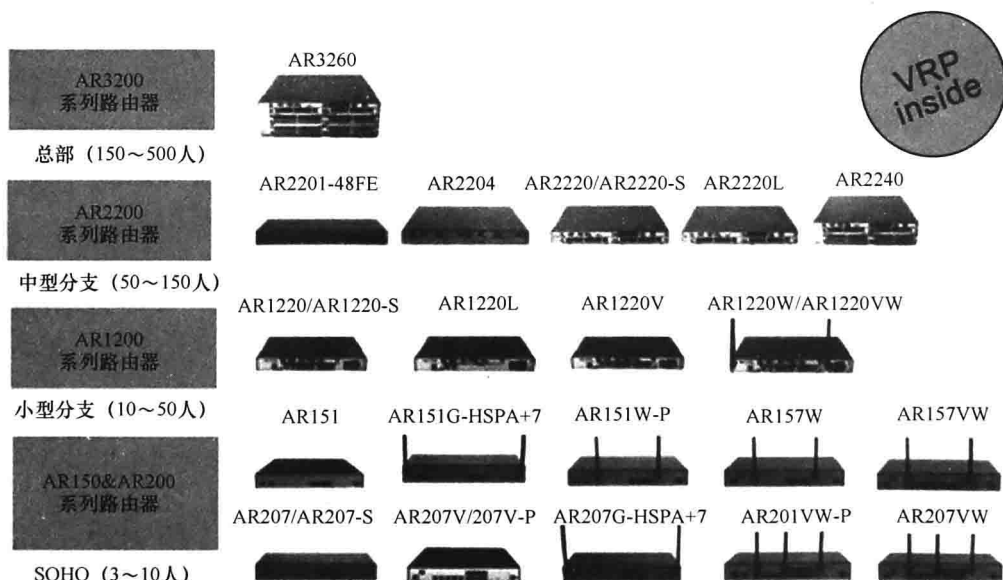 AR3260
VRP
inside
AR3200
系列路由器
总部（150～500人）
AR2201-48FE AR2204 AR2220/AR2220-S AR2220L AR2240
AR2200
系列路由器
中型分支（50～150人）
AR1220/AR1220-S AR1220L AR1220V AR1220W/AR1220VW
AR1200
系列路由器
小型分支（10～50人）
AR151 AR151G-HSPA+7 AR151W-P AR157W AR157VW
AR150&AR200
系列路由器
AR207/AR207-S AR207V/207V-P AR207G-HSPA+7 AR201VW-P AR207VW
SOHO（3～10人）